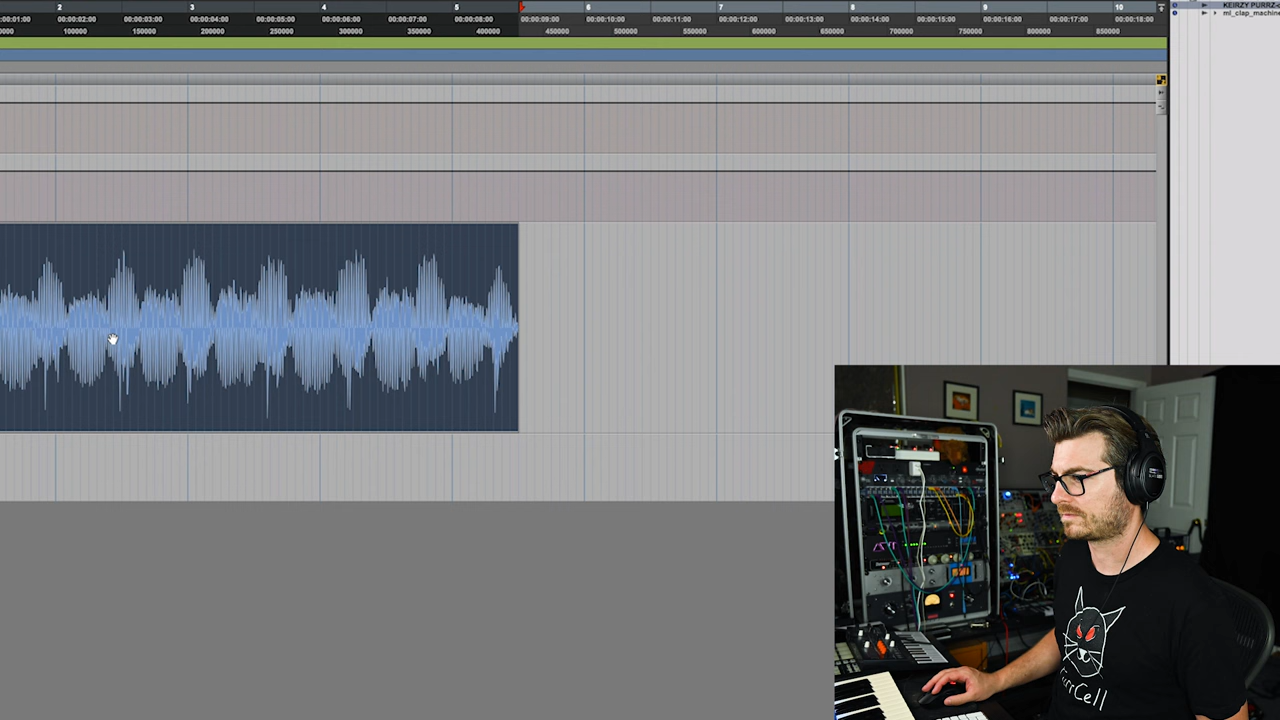 2 3 4 5 6 7 8 9 10
:00:01:00 00:00:02:00 00:00:03:00 00:00:04:00 00:00:05:00 00:00:06:00 00:00:07:00 00:00:08:00 00:00:09:00 00:00:10:00 00:00:11:00 00:00:12:00 00:00:13:00 00:00:14:00 00:00:15:00 00:00:16:00 00:00:17:00 00:00:18:00
0000 100000 150000 200000 250000 300000 350000 400000 450000 500000 550000 600000 650000 700000 750000 800000 850000
KEIRZY PURRZ-
ml_clap_machine
PurrCell